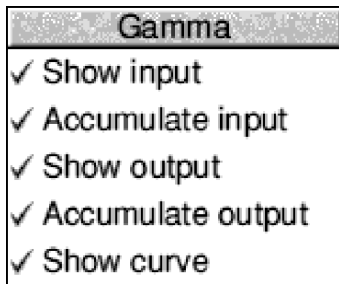 Gamma
✓ Show input
✓ Accumulate input
✓ Show output
✓ Accumulate output
✓ Show curve